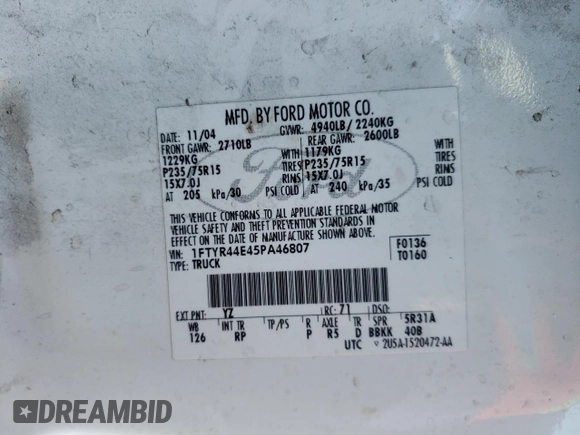 MFD. BY FORD MOTOR CO.
DATE: 11/04 GVWR: 4940LB/ 2240KG
FRONT GAWR: 2710LB REAR GAWR: 2600LB
1229KG WITH 1179KG WITH
P235/75R15 TIRES P235/75R15 TIRES
15X7.0J RIMS 15X7.0J RIMS
AT 205 kPa/30 PSI COLD AT 240 kPa/35 PSI COLD
Ford
THIS VEHICLE CONFORMS TO ALL APPLICABLE FEDERAL MOTOR
VEHICLE SAFETY AND THEFT PREVENTION STANDARDS IN
EFFECT ON THE DATE OF MANUFACTURE SHOWN ABOVE.
VIN: 1FTYR44E45PA46807
TYPE: TRUCK
F0136
T0160
EXT PNT: YZ RC: 71 DSO:
WB INT TR TP/PS R AXLE TR SPR 5R31A
126 RP P R5 D BBKK 40B
UTC 2U5A-1520472-AA
DREAMBID